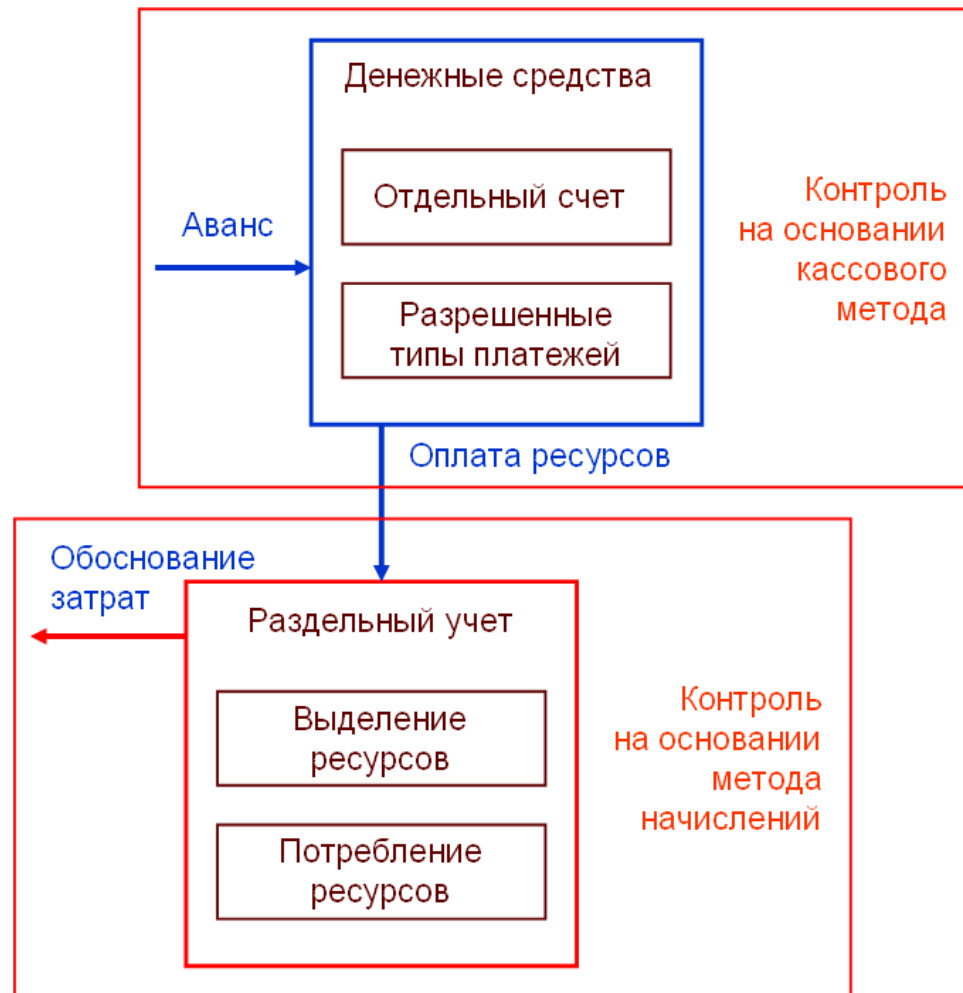 Денежные средства
Отдельный счет
Аванс
Разрешенные
типы платежей
Контроль
на основании
кассового
метода
Оплата ресурсов
Обоснование
затрат
Раздельный учет
Выделение
ресурсов
Потребление
ресурсов
Контроль
на основании
метода
начислений